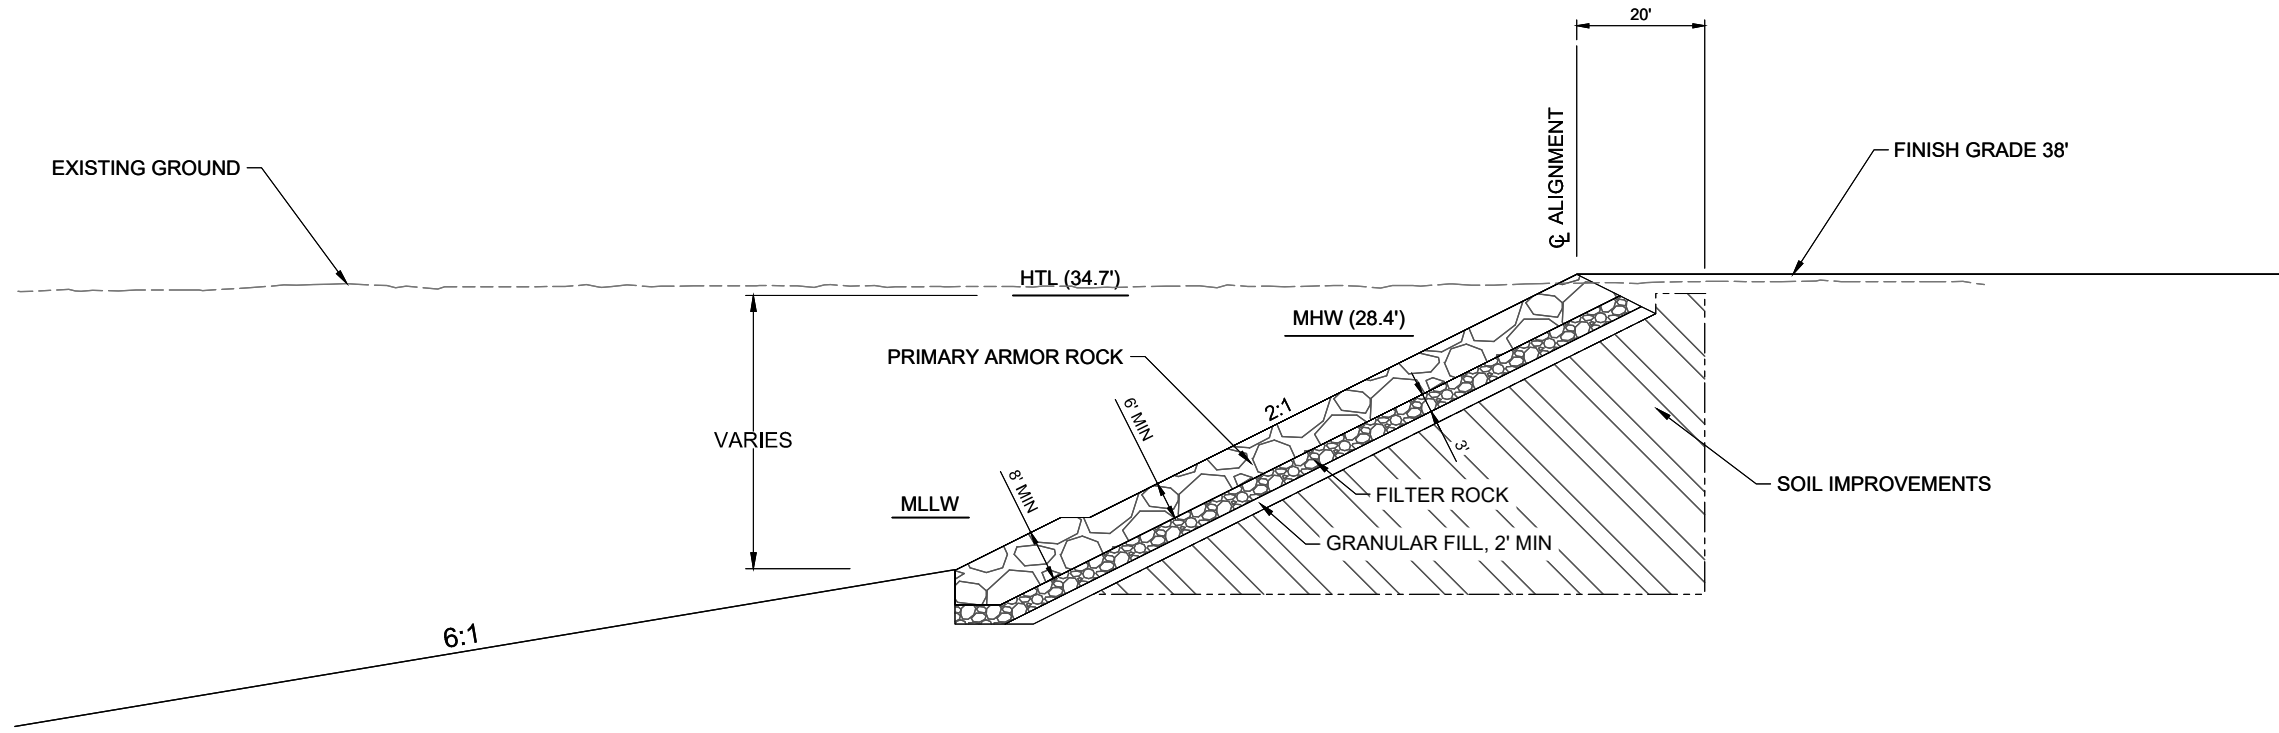 20'
℄ ALIGNMENT
EXISTING GROUND
FINISH GRADE 38'
HTL (34.7')
MHW (28.4')
PRIMARY ARMOR ROCK
6' MIN
2:1
VARIES
3'
8' MIN
MLLW
FILTER ROCK
SOIL IMPROVEMENTS
GRANULAR FILL, 2' MIN
6:1